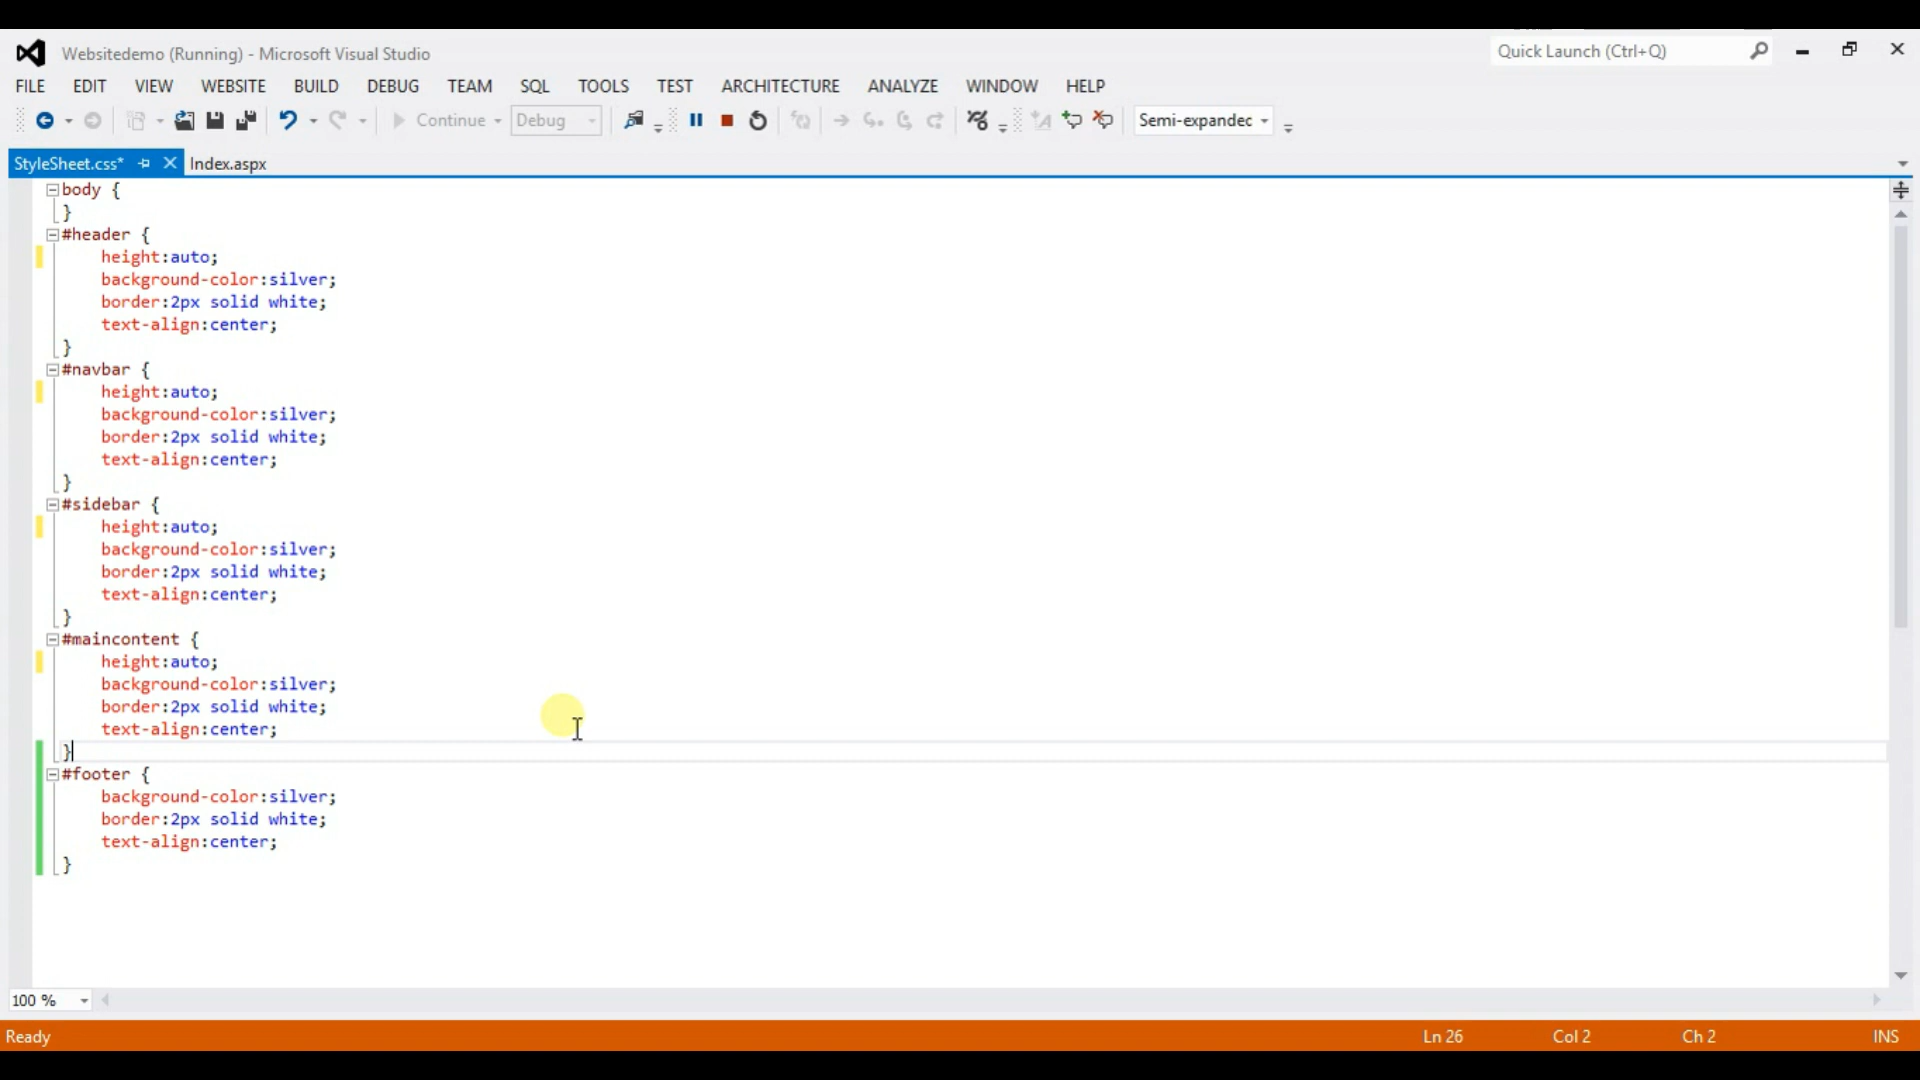 Websitedemo (Running) - Microsoft Visual Studio
Quick Launch (Ctrl+Q)
FILE EDIT VIEW WEBSITE BUILD DEBUG TEAM SQL TOOLS TEST ARCHITECTURE ANALYZE WINDOW HELP
Continue Debug Semi-expandec
StyleSheet.css* Index.aspx
body {
}
#header {
height:auto;
background-color:silver;
border:2px solid white;
text-align:center;
}
#navbar {
height:auto;
background-color:silver;
border:2px solid white;
text-align:center;
}
#sidebar {
height:auto;
background-color:silver;
border:2px solid white;
text-align:center;
}
#maincontent {
height:auto;
background-color:silver;
border:2px solid white;
text-align:center;
}
#footer {
background-color:silver;
border:2px solid white;
text-align:center;
}
100 %
Ready Ln 26 Col 2 Ch 2 INS